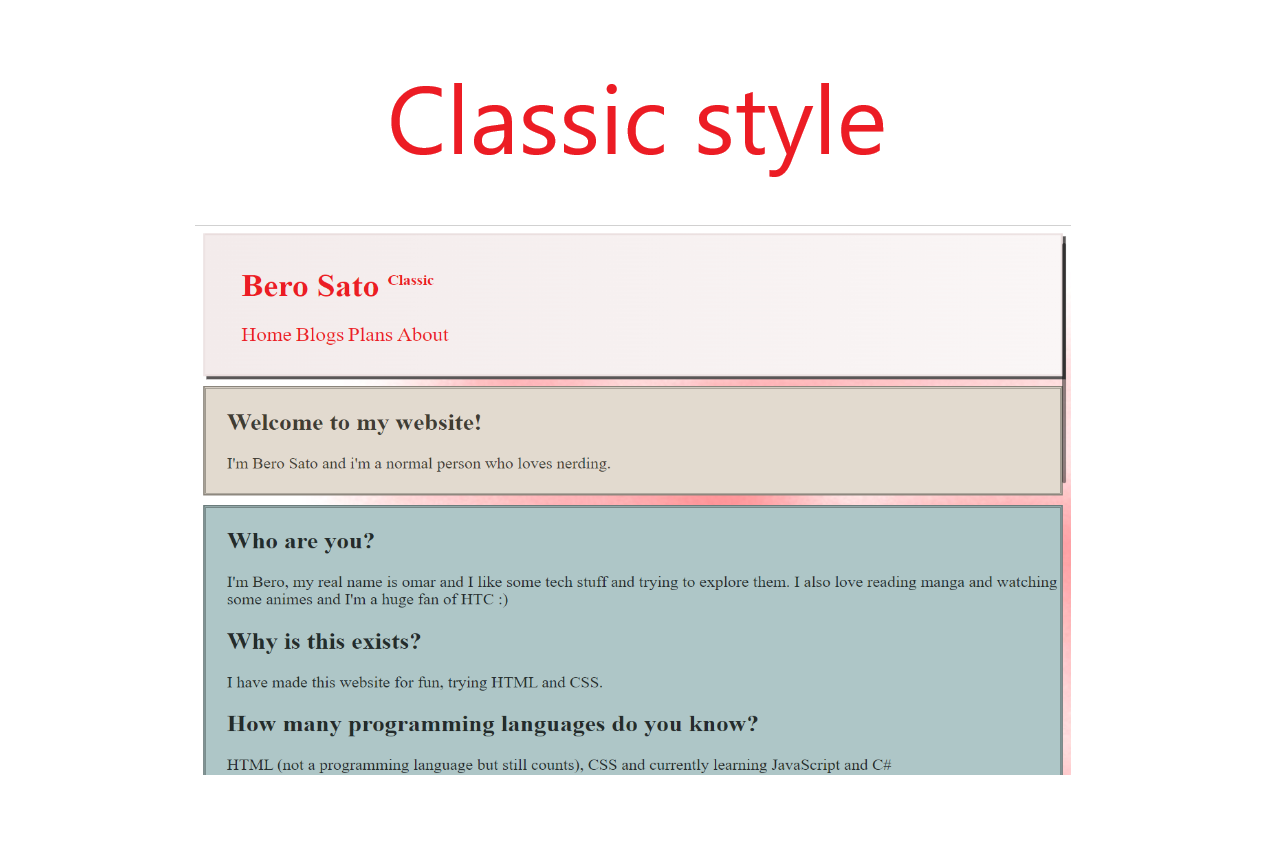 Classic style
Bero Sato Classic
Home Blogs Plans About
Welcome to my website!
I'm Bero Sato and i'm a normal person who loves nerding.
Who are you?
I'm Bero, my real name is omar and I like some tech stuff and trying to explore them. I also love reading manga and watching
some animes and I'm a huge fan of HTC :)
Why is this exists?
I have made this website for fun, trying HTML and CSS.
How many programming languages do you know?
HTML (not a programming language but still counts), CSS and currently learning JavaScript and C#